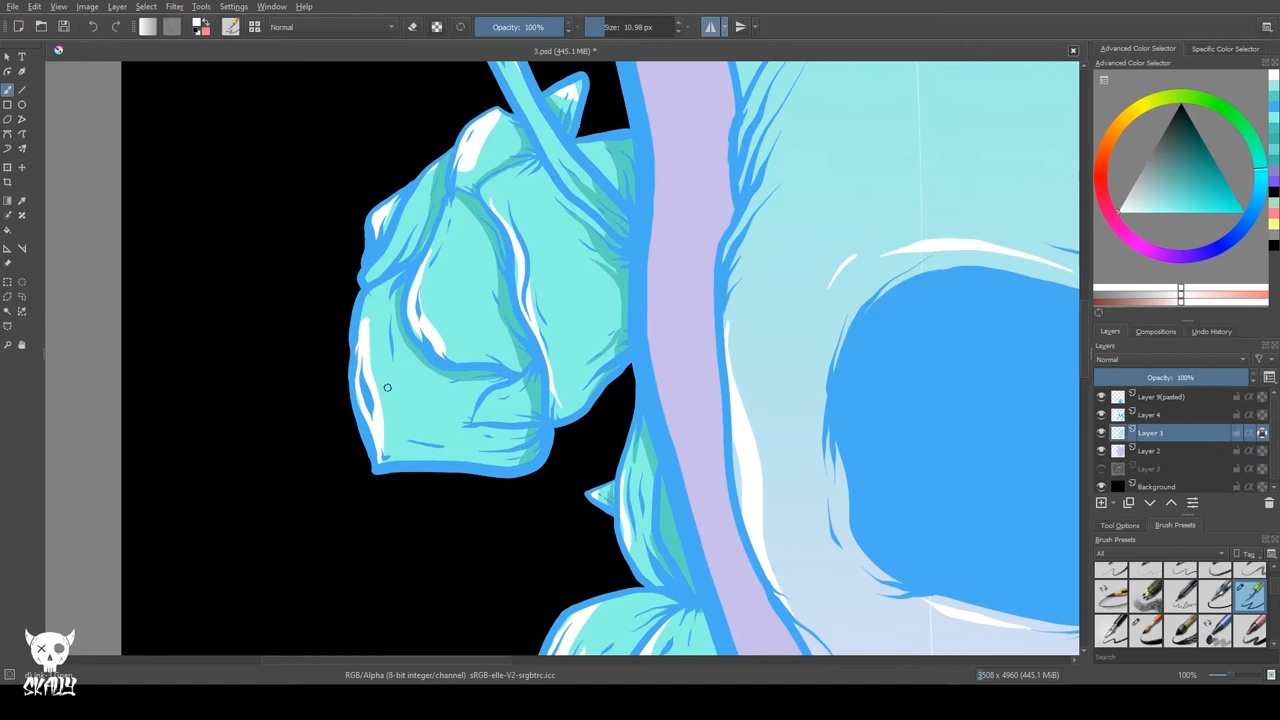 File Edit View Image Layer Select Filter Tools Settings Window Help
Normal
Opacity: 100%
Size: 10.98 px
3.psd (445.1 MiB) *
Advanced Color Selector
Specific Color Selector
Advanced Color Selector
Layers
Compositions
Undo History
Layers
Normal
Opacity: 100%
Layer 9(pasted)
Layer 4
Layer 1
Layer 2
Layer 3
Background
Tool Options
Brush Presets
Brush Presets
All
Tag
Search
SKALLY
RGB/Alpha (8-bit integer/channel) sRGB-elle-V2-srgbtrc.icc
3508 x 4960 (445.1 MiB)
100%